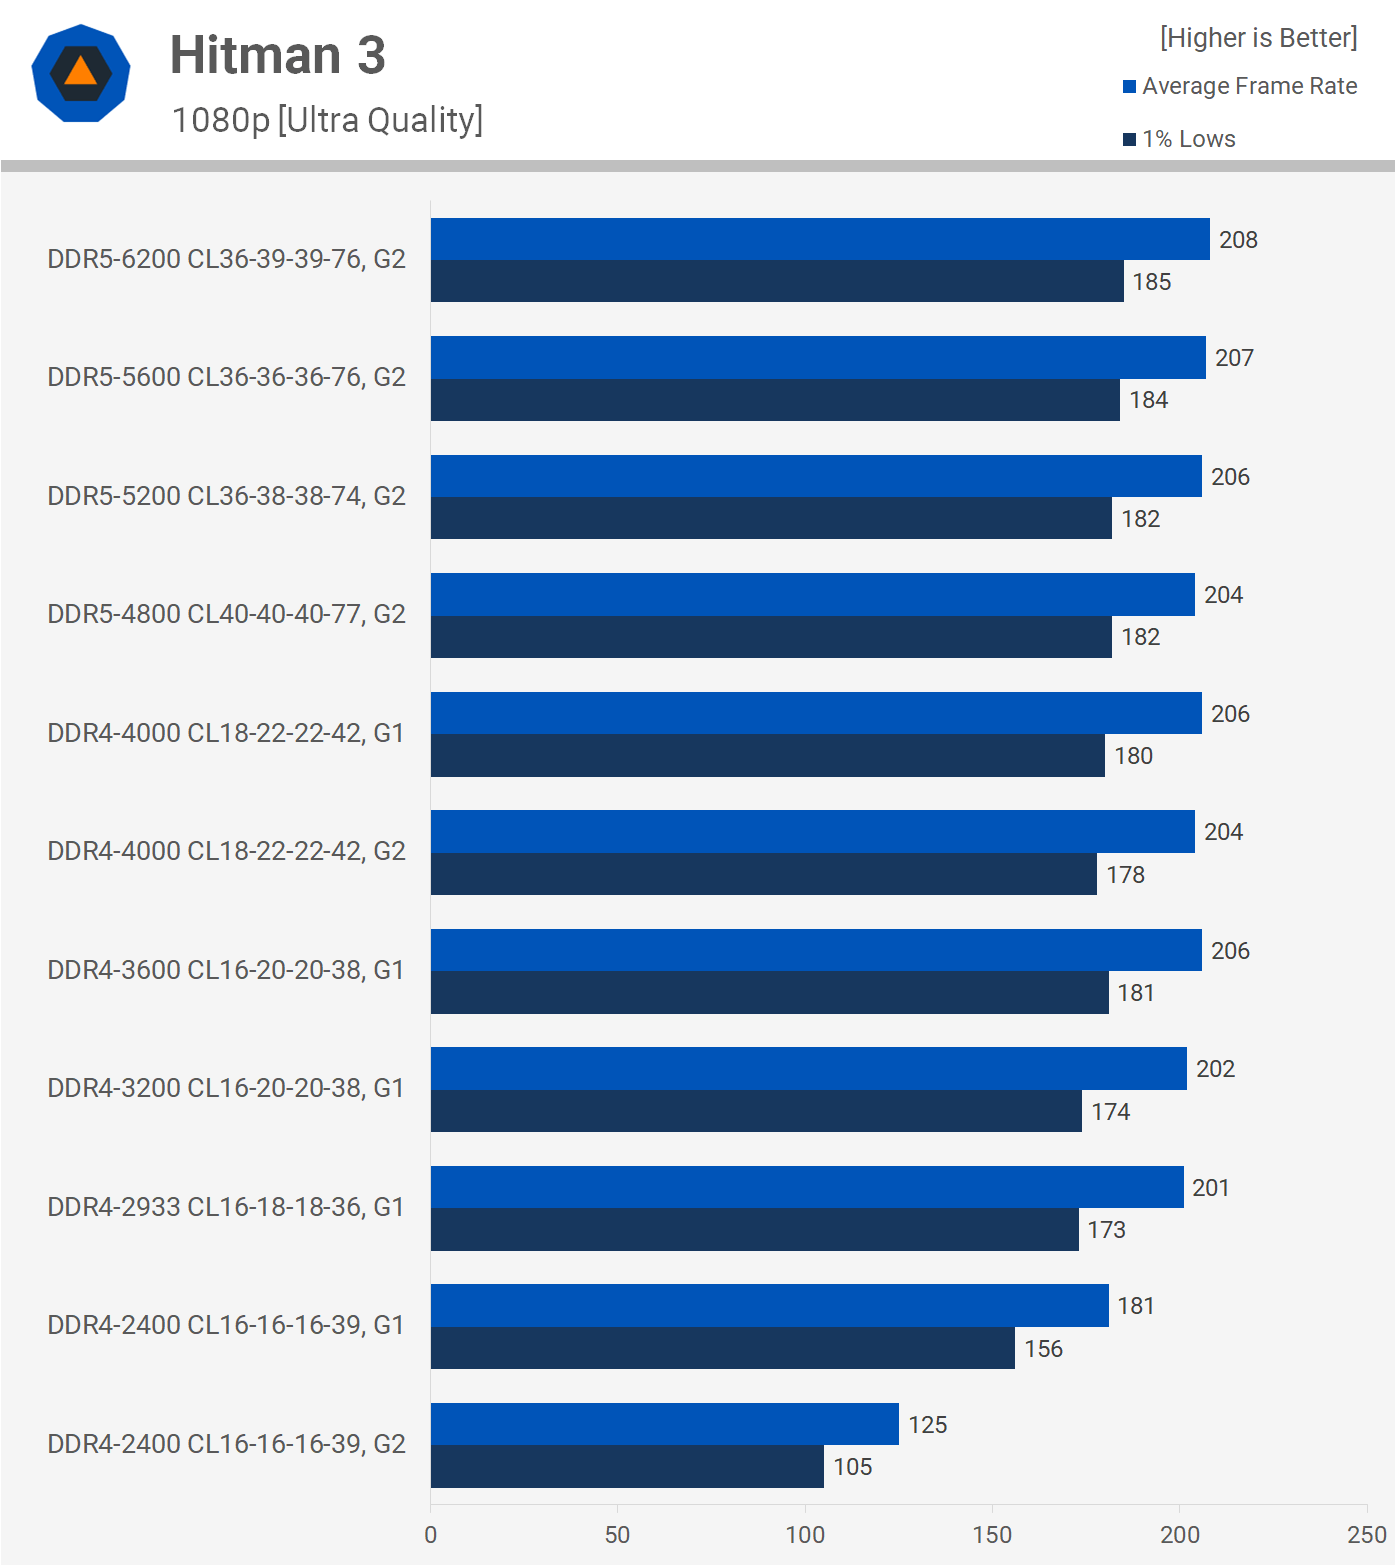 Hitman 3
1080p [Ultra Quality]
[Higher is Better]
Average Frame Rate
1% Lows
DDR5-6200 CL36-39-39-76, G2
208
185
DDR5-5600 CL36-36-36-76, G2
207
184
DDR5-5200 CL36-38-38-74, G2
206
182
DDR5-4800 CL40-40-40-77, G2
204
182
DDR4-4000 CL18-22-22-42, G1
206
180
DDR4-4000 CL18-22-22-42, G2
204
178
DDR4-3600 CL16-20-20-38, G1
206
181
DDR4-3200 CL16-20-20-38, G1
202
174
DDR4-2933 CL16-18-18-36, G1
201
173
DDR4-2400 CL16-16-16-39, G1
181
156
DDR4-2400 CL16-16-16-39, G2
125
105
0 50 100 150 200 250